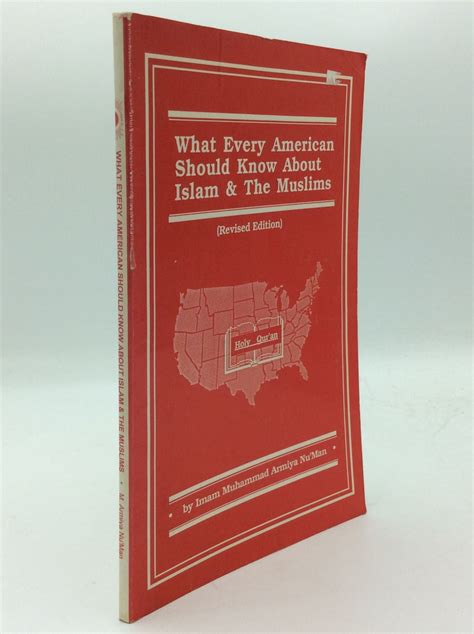 What Every American
Should Know About
Islam & The Muslims
(Revised Edition)
Holy Qur'an
• by Imam Muhammad Armiya Nu'Man •
WHAT EVERY AMERICAN SHOULD KNOW ABOUT ISLAM & THE MUSLIMS • M. Armiya Nu'Man